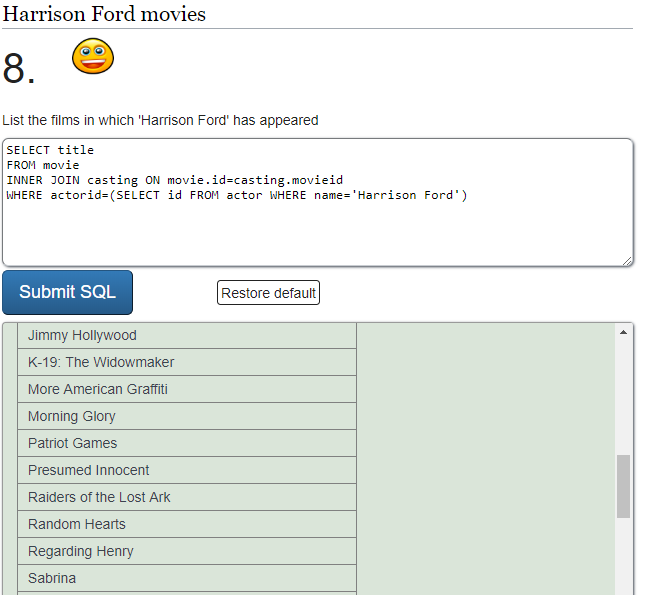 Harrison Ford movies
8.
List the films in which 'Harrison Ford' has appeared
SELECT title
FROM movie
INNER JOIN casting ON movie.id=casting.movieid
WHERE actorid=(SELECT id FROM actor WHERE name='Harrison Ford')
Submit SQL
Restore default
Jimmy Hollywood
K-19: The Widowmaker
More American Graffiti
Morning Glory
Patriot Games
Presumed Innocent
Raiders of the Lost Ark
Random Hearts
Regarding Henry
Sabrina